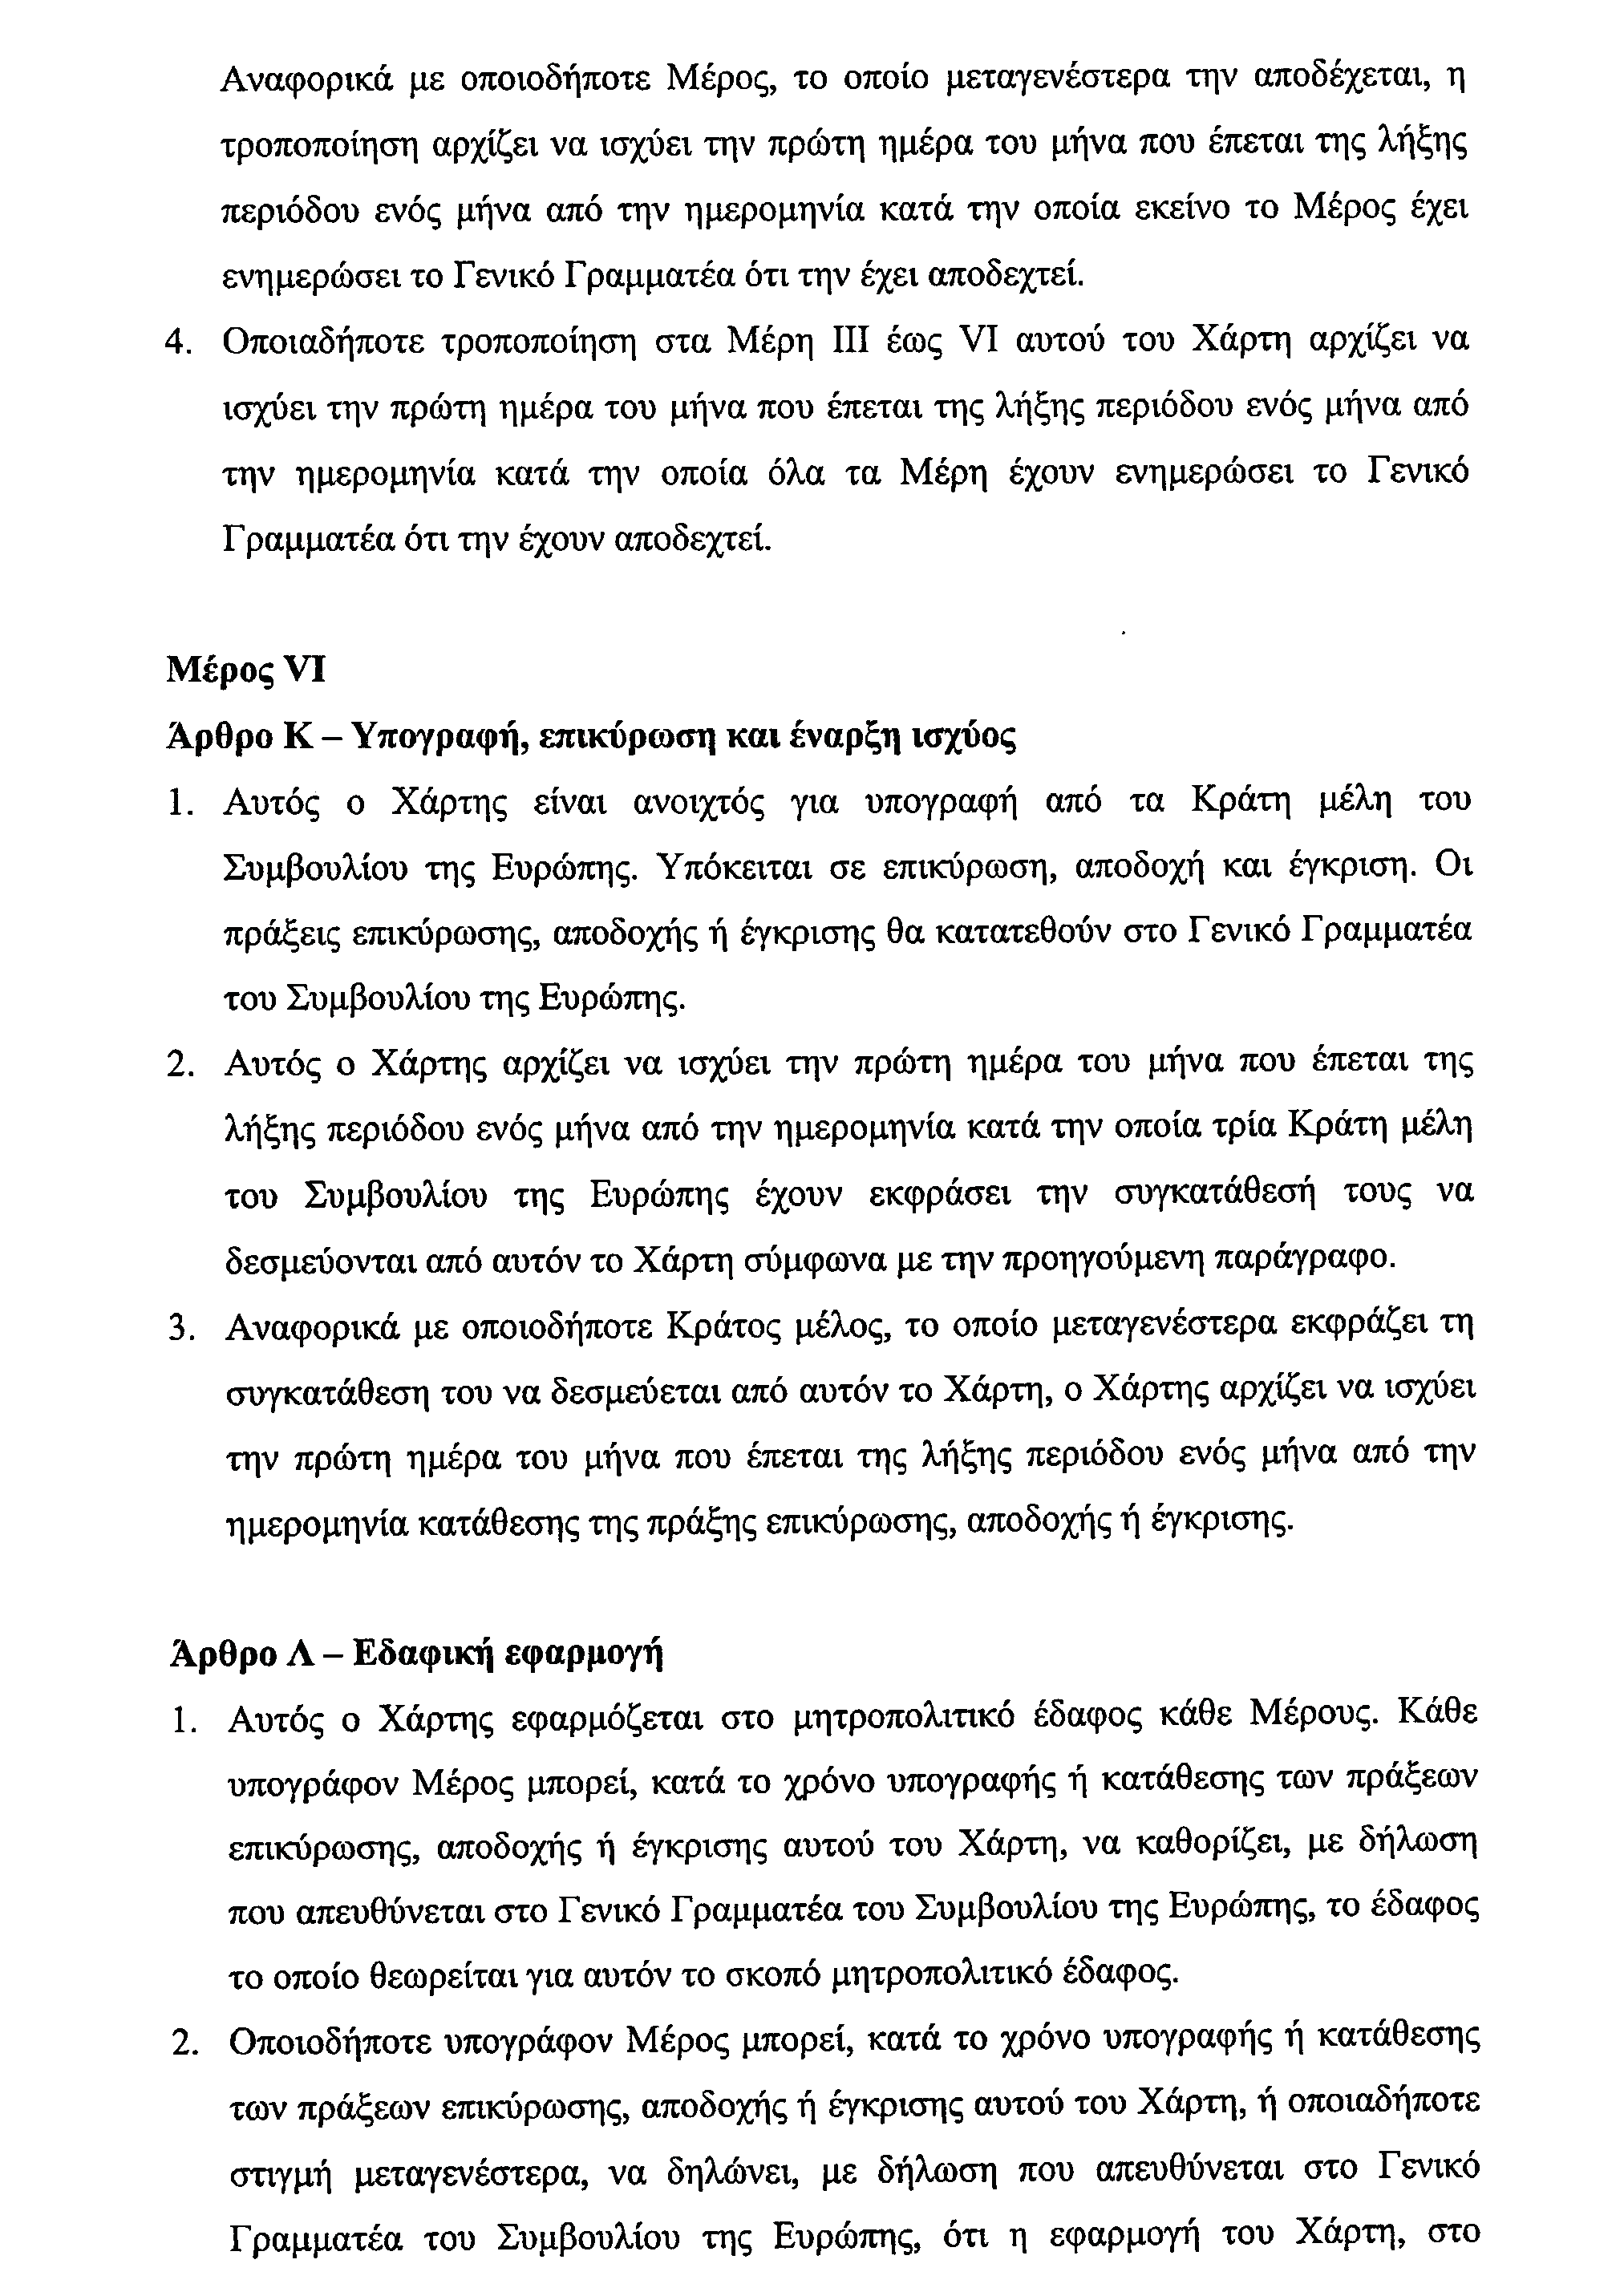 Αναφορικά με οποιοδήποτε Μέρος, το οποίο μεταγενέστερα την αποδέχεται, η
τροποποίηση αρχίζει να ισχύει την πρώτη ημέρα του μήνα που έπεται της λήξης
περιόδου ενός μήνα από την ημερομηνία κατά την οποία εκείνο το Μέρος έχει
ενημερώσει το Γενικό Γραμματέα ότι την έχει αποδεχτεί.
4. Οποιαδήποτε τροποποίηση στα Μέρη III έως VI αυτού του Χάρτη αρχίζει να
ισχύει την πρώτη ημέρα του μήνα που έπεται της λήξης περιόδου ενός μήνα από
την ημερομηνία κατά την οποία όλα τα Μέρη έχουν ενημερώσει το Γενικό
Γραμματέα ότι την έχουν αποδεχτεί.
Μέρος VI
Άρθρο Κ – Υπογραφή, επικύρωση και έναρξη ισχύος
1. Αυτός ο Χάρτης είναι ανοιχτός για υπογραφή από τα Κράτη μέλη του
Συμβουλίου της Ευρώπης. Υπόκειται σε επικύρωση, αποδοχή και έγκριση. Οι
πράξεις επικύρωσης, αποδοχής ή έγκρισης θα κατατεθούν στο Γενικό Γραμματέα
του Συμβουλίου της Ευρώπης.
2. Αυτός ο Χάρτης αρχίζει να ισχύει την πρώτη ημέρα του μήνα που έπεται της
λήξης περιόδου ενός μήνα από την ημερομηνία κατά την οποία τρία Κράτη μέλη
του Συμβουλίου της Ευρώπης έχουν εκφράσει την συγκατάθεσή τους να
δεσμεύονται από αυτόν το Χάρτη σύμφωνα με την προηγούμενη παράγραφο.
3. Αναφορικά με οποιοδήποτε Κράτος μέλος, το οποίο μεταγενέστερα εκφράζει τη
συγκατάθεση του να δεσμεύεται από αυτόν το Χάρτη, ο Χάρτης αρχίζει να ισχύει
την πρώτη ημέρα του μήνα που έπεται της λήξης περιόδου ενός μήνα από την
ημερομηνία κατάθεσης της πράξης επικύρωσης, αποδοχής ή έγκρισης.
Άρθρο Λ – Εδαφική εφαρμογή
1. Αυτός ο Χάρτης εφαρμόζεται στο μητροπολιτικό έδαφος κάθε Μέρους. Κάθε
υπογράφον Μέρος μπορεί, κατά το χρόνο υπογραφής ή κατάθεσης των πράξεων
επικύρωσης, αποδοχής ή έγκρισης αυτού του Χάρτη, να καθορίζει, με δήλωση
που απευθύνεται στο Γενικό Γραμματέα του Συμβουλίου της Ευρώπης, το έδαφος
το οποίο θεωρείται για αυτόν το σκοπό μητροπολιτικό έδαφος.
2. Οποιοδήποτε υπογράφον Μέρος μπορεί, κατά το χρόνο υπογραφής ή κατάθεσης
των πράξεων επικύρωσης, αποδοχής ή έγκρισης αυτού του Χάρτη, ή οποιαδήποτε
στιγμή μεταγενέστερα, να δηλώνει, με δήλωση που απευθύνεται στο Γενικό
Γραμματέα του Συμβουλίου της Ευρώπης, ότι η εφαρμογή του Χάρτη, στο